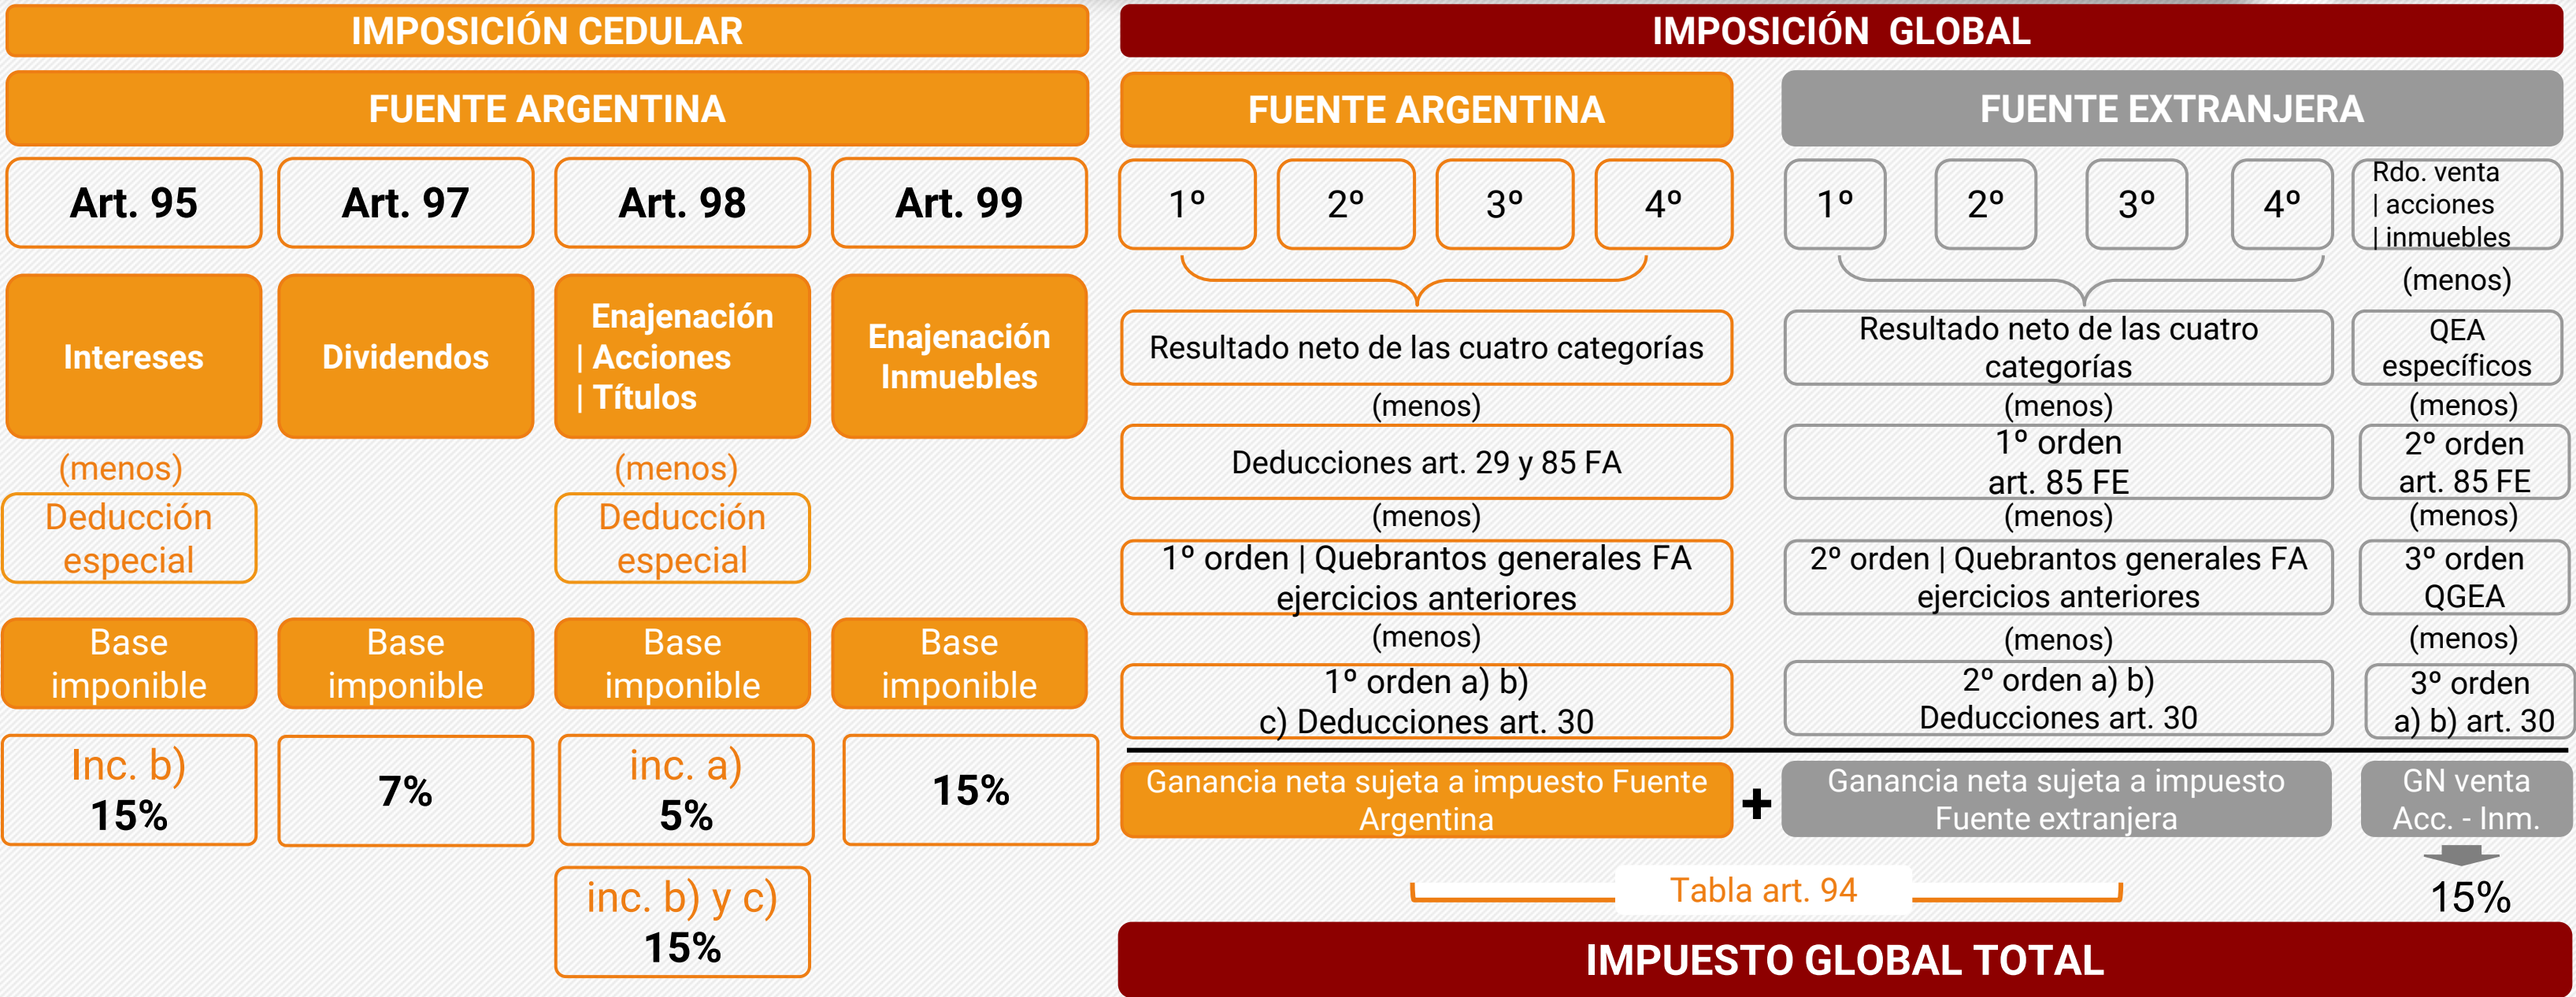 IMPOSICIÓN CEDULAR
FUENTE ARGENTINA
Art. 95
Art. 97
Art. 98
Art. 99
Intereses
Dividendos
Enajenación
| Acciones
| Títulos
Enajenación
Inmuebles
(menos)
(menos)
Deducción
especial
Deducción
especial
Base
imponible
Base
imponible
Base
imponible
Base
imponible
Inc. b)
15%
7%
inc. a)
5%
15%
inc. b) y c)
15%
IMPOSICIÓN GLOBAL
FUENTE ARGENTINA
1º
2º
3º
4º
Resultado neto de las cuatro categorías
(menos)
Deducciones art. 29 y 85 FA
(menos)
1º orden | Quebrantos generales FA
ejercicios anteriores
(menos)
1º orden a) b)
c) Deducciones art. 30
Ganancia neta sujeta a impuesto Fuente
Argentina
+
FUENTE EXTRANJERA
1º
2º
3º
4º
Resultado neto de las cuatro
categorías
(menos)
1º orden
art. 85 FE
(menos)
2º orden | Quebrantos generales FA
ejercicios anteriores
(menos)
2º orden a) b)
Deducciones art. 30
Ganancia neta sujeta a impuesto
Fuente extranjera
Rdo. venta
| acciones
| inmuebles
(menos)
QEA
específicos
(menos)
2º orden
art. 85 FE
(menos)
3º orden
QGEA
(menos)
3º orden
a) b) art. 30
GN venta
Acc. - Inm.
Tabla art. 94
15%
IMPUESTO GLOBAL TOTAL